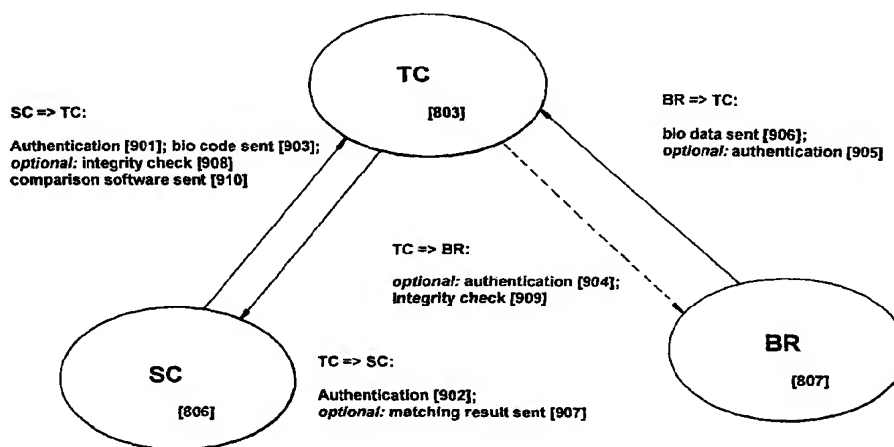 TC
[803]
SC => TC:
Authentication [901]; bio code sent [903];
optional: integrity check [908]
comparison software sent [910]
BR => TC:
bio data sent [906];
optional: authentication [905]
TC => BR:
optional: authentication [904];
Integrity check [909]
SC
[806]
TC => SC:
Authentication [902];
optional: matching result sent [907]
BR
[807]